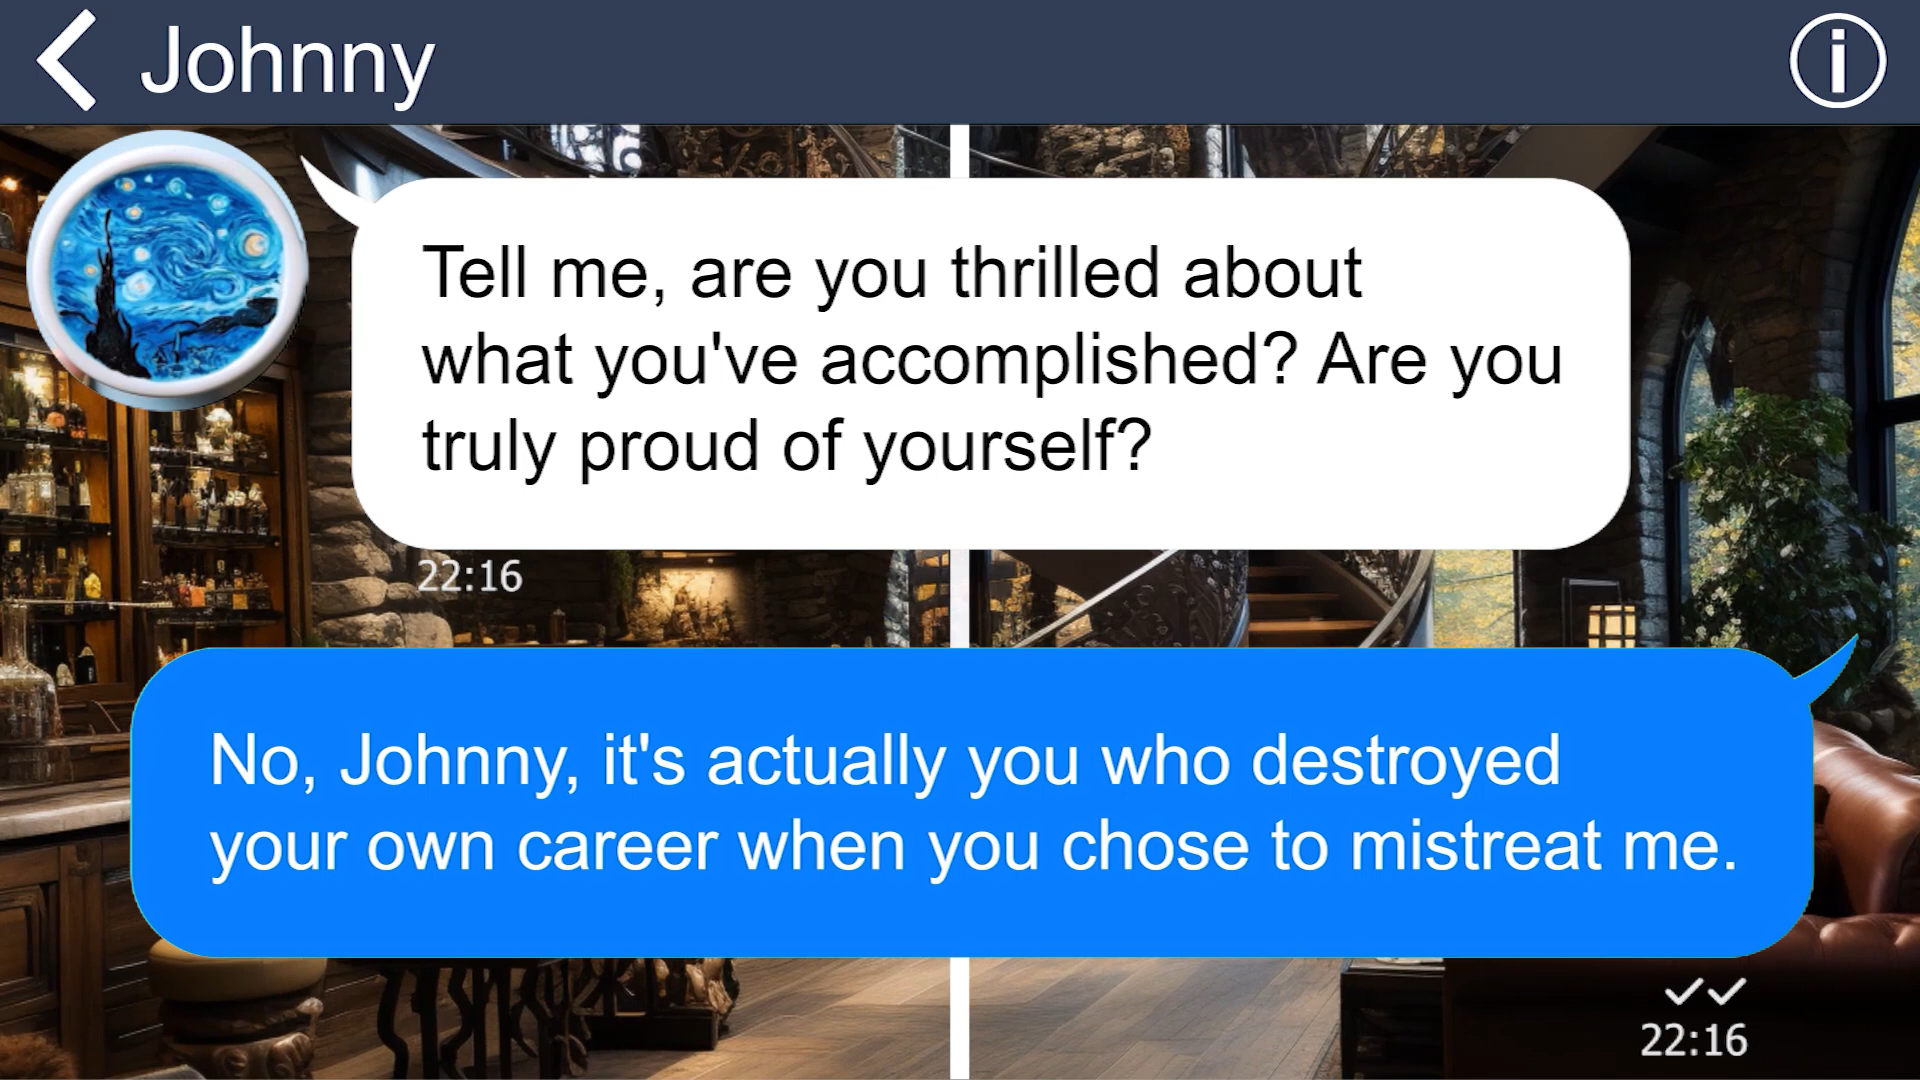 Johnny
Tell me, are you thrilled about
what you've accomplished? Are you
truly proud of yourself?
22:16
No, Johnny, it's actually you who destroyed
your own career when you chose to mistreat me.
22:16